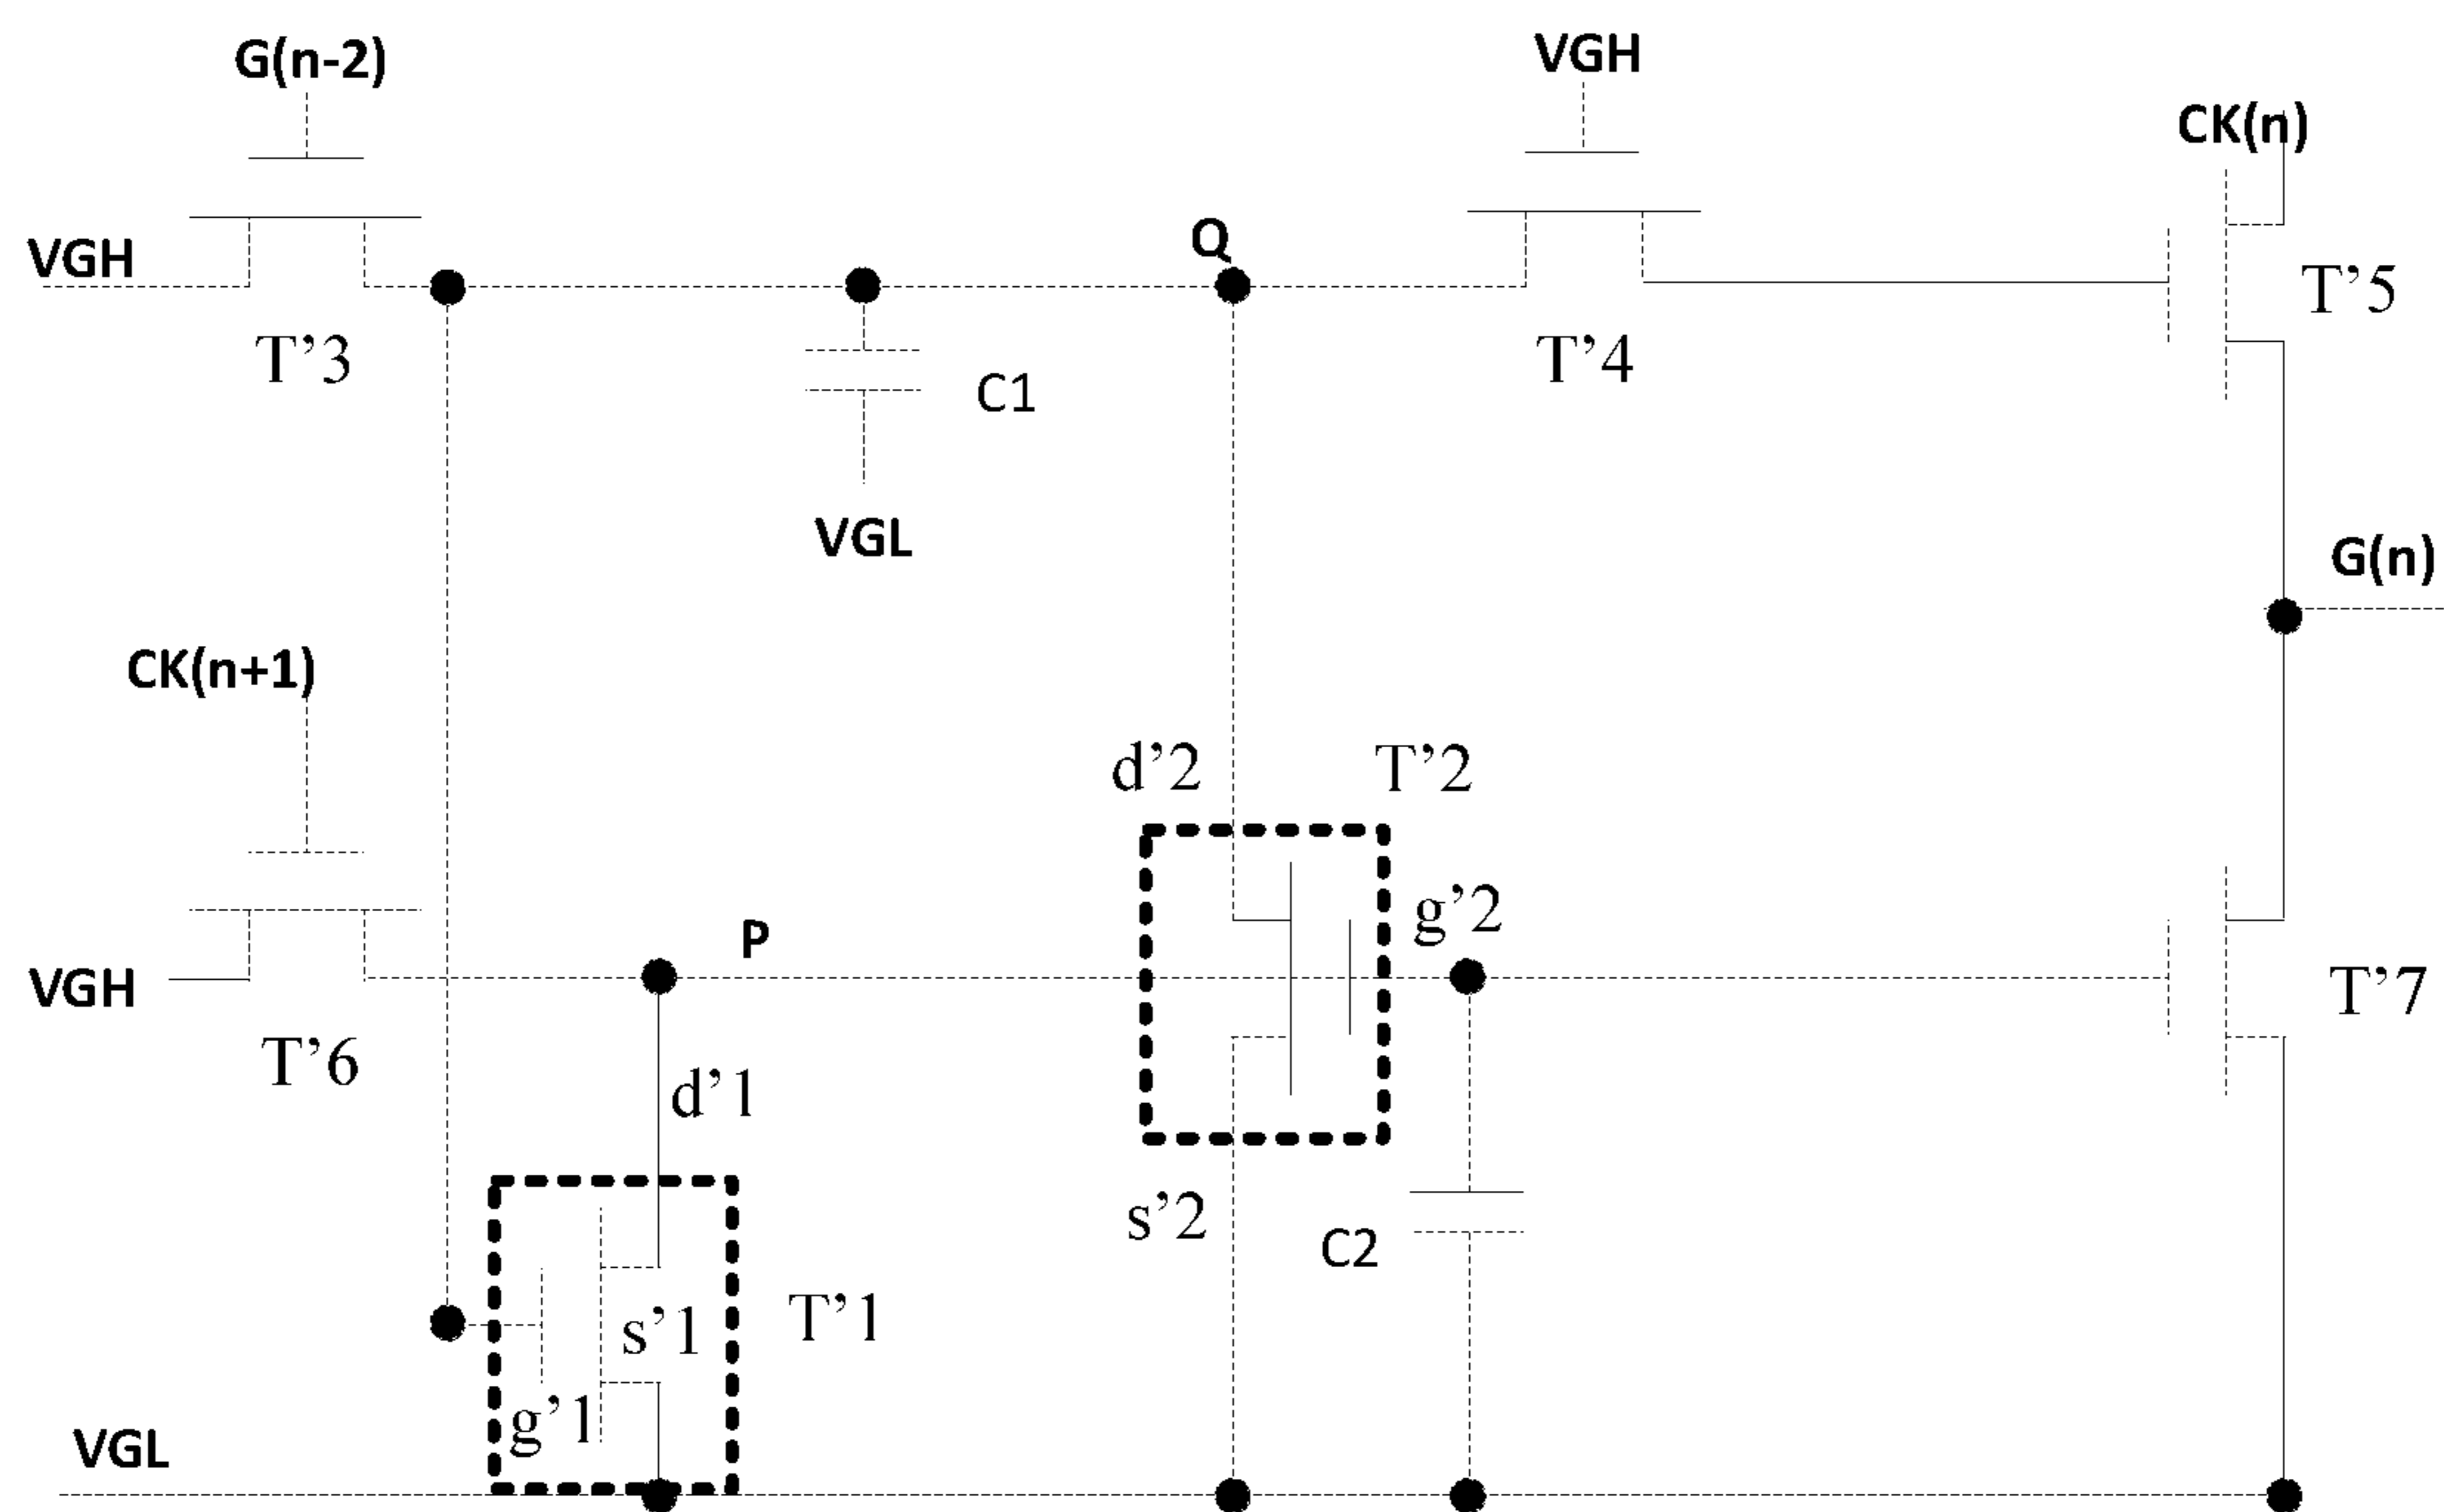 G(n-2)
VGH
CK(n)
VGH
Q
T’5
T’3
T’4
C1
VGL
G(n)
CK(n+1)
d’2
T’2
g’2
P
VGH
T’7
T’6
d’1
s’2
C2
T’1
s’1
g’1
VGL